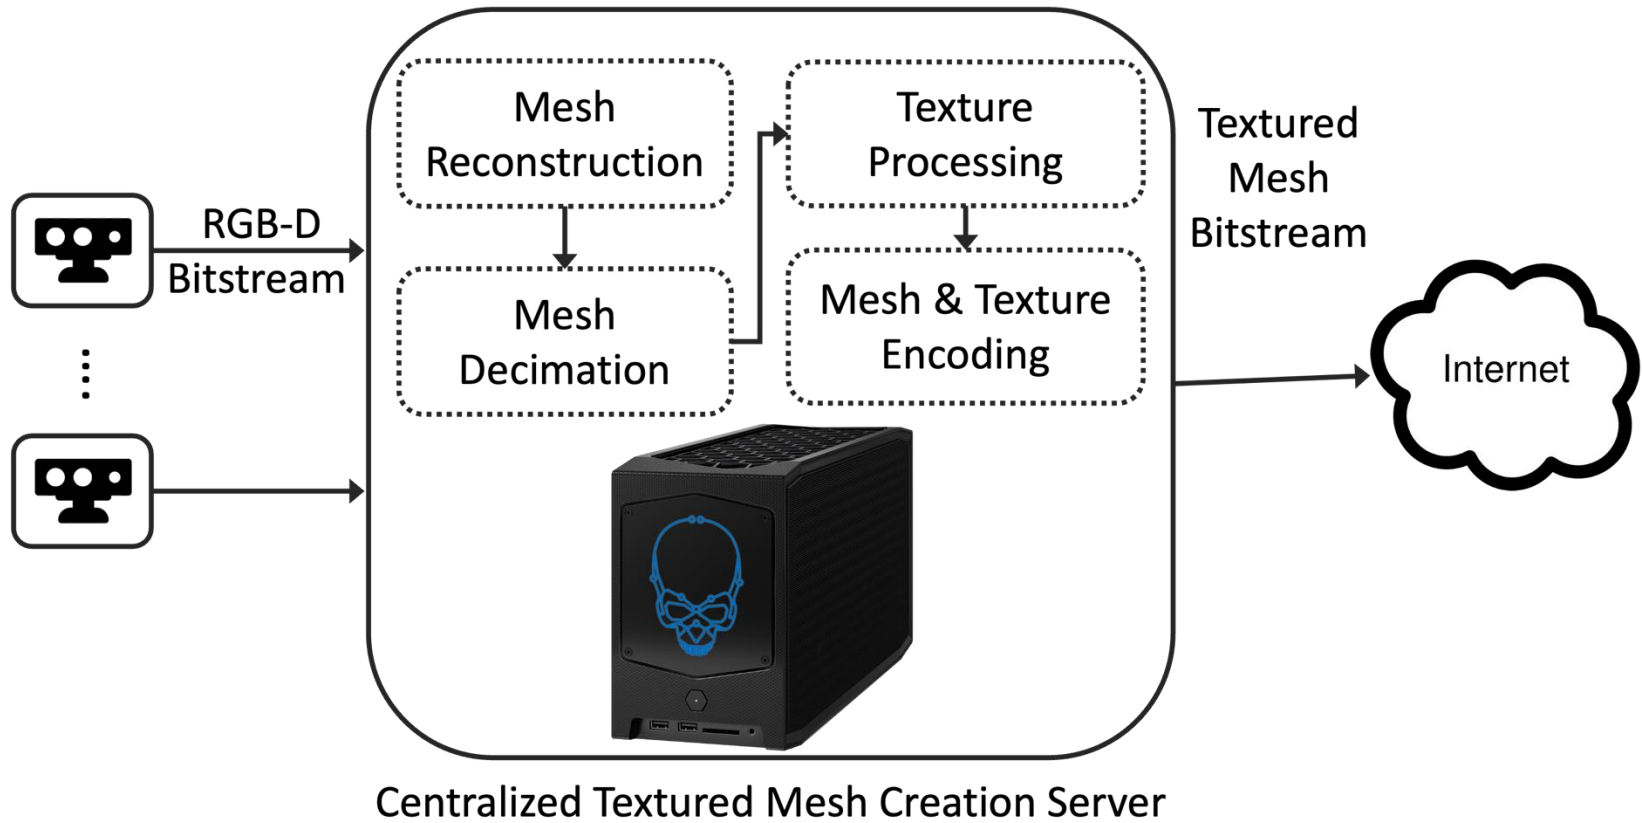 RGB-D
Bitstream
Mesh
Reconstruction
Mesh
Decimation
Texture
Processing
Mesh & Texture
Encoding
Textured
Mesh
Bitstream
Internet
Centralized Textured Mesh Creation Server